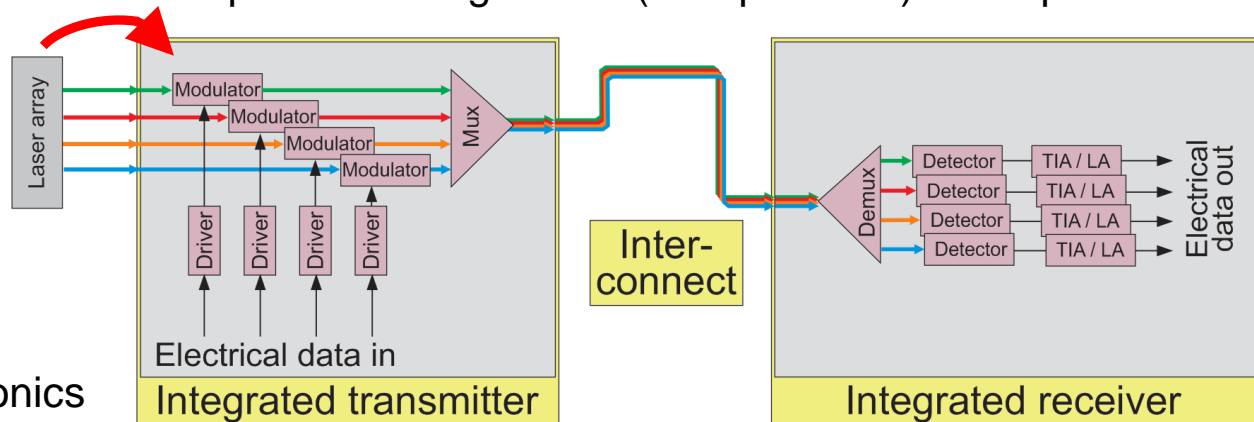 Laser array
Modulator
Modulator
Modulator
Modulator
Mux
Driver
Driver
Driver
Driver
Electrical data in
Integrated transmitter
Inter-
connect
Demux
Detector
TIA / LA
Detector
TIA / LA
Detector
TIA / LA
Detector
TIA / LA
Electrical
data out
Integrated receiver
onics